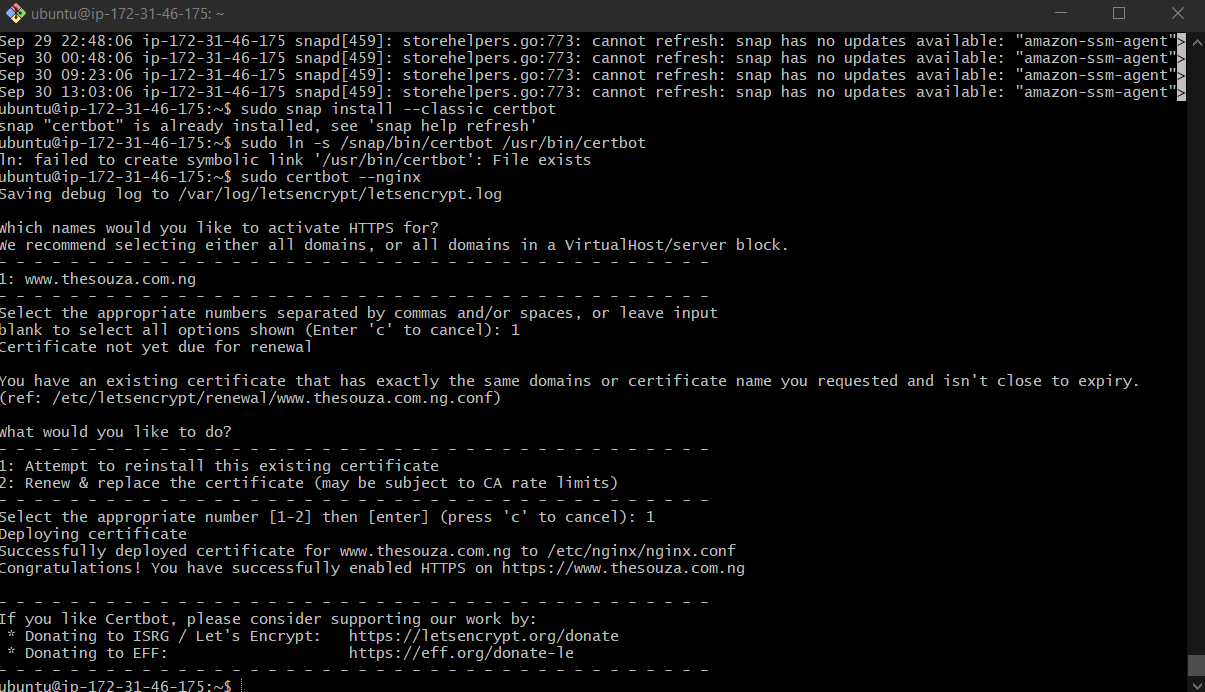 ubuntu@ip-172-31-46-175: ~
Sep 29 22:48:06 ip-172-31-46-175 snapd[459]: storehelpers.go:773: cannot refresh: snap has no updates available: "amazon-ssm-agent">
Sep 30 00:48:06 ip-172-31-46-175 snapd[459]: storehelpers.go:773: cannot refresh: snap has no updates available: "amazon-ssm-agent">
Sep 30 09:23:06 ip-172-31-46-175 snapd[459]: storehelpers.go:773: cannot refresh: snap has no updates available: "amazon-ssm-agent">
Sep 30 13:03:06 ip-172-31-46-175 snapd[459]: storehelpers.go:773: cannot refresh: snap has no updates available: "amazon-ssm-agent">
ubuntu@ip-172-31-46-175:~$ sudo snap install --classic certbot
snap "certbot" is already installed, see 'snap help refresh'
ubuntu@ip-172-31-46-175:~$ sudo ln -s /snap/bin/certbot /usr/bin/certbot
ln: failed to create symbolic link '/usr/bin/certbot': File exists
ubuntu@ip-172-31-46-175:~$ sudo certbot --nginx
Saving debug log to /var/log/letsencrypt/letsencrypt.log
Which names would you like to activate HTTPS for?
We recommend selecting either all domains, or all domains in a VirtualHost/server block.
- - - - - - - - - - - - - - - - - - - - - - - - - - - - - - - - - - - - - - - -
1: www.thesouza.com.ng
- - - - - - - - - - - - - - - - - - - - - - - - - - - - - - - - - - - - - - - -
Select the appropriate numbers separated by commas and/or spaces, or leave input
blank to select all options shown (Enter 'c' to cancel): 1
Certificate not yet due for renewal
You have an existing certificate that has exactly the same domains or certificate name you requested and isn't close to expiry.
(ref: /etc/letsencrypt/renewal/www.thesouza.com.ng.conf)
What would you like to do?
- - - - - - - - - - - - - - - - - - - - - - - - - - - - - - - - - - - - - - - -
1: Attempt to reinstall this existing certificate
2: Renew & replace the certificate (may be subject to CA rate limits)
- - - - - - - - - - - - - - - - - - - - - - - - - - - - - - - - - - - - - - - -
Select the appropriate number [1-2] then [enter] (press 'c' to cancel): 1
Deploying certificate
Successfully deployed certificate for www.thesouza.com.ng to /etc/nginx/nginx.conf
Congratulations! You have successfully enabled HTTPS on https://www.thesouza.com.ng
- - - - - - - - - - - - - - - - - - - - - - - - - - - - - - - - - - - - - - - -
If you like Certbot, please consider supporting our work by:
* Donating to ISRG / Let's Encrypt: https://letsencrypt.org/donate
* Donating to EFF: https://eff.org/donate-le
- - - - - - - - - - - - - - - - - - - - - - - - - - - - - - - - - - - - - - - -
ubuntu@ip-172-31-46-175:~$